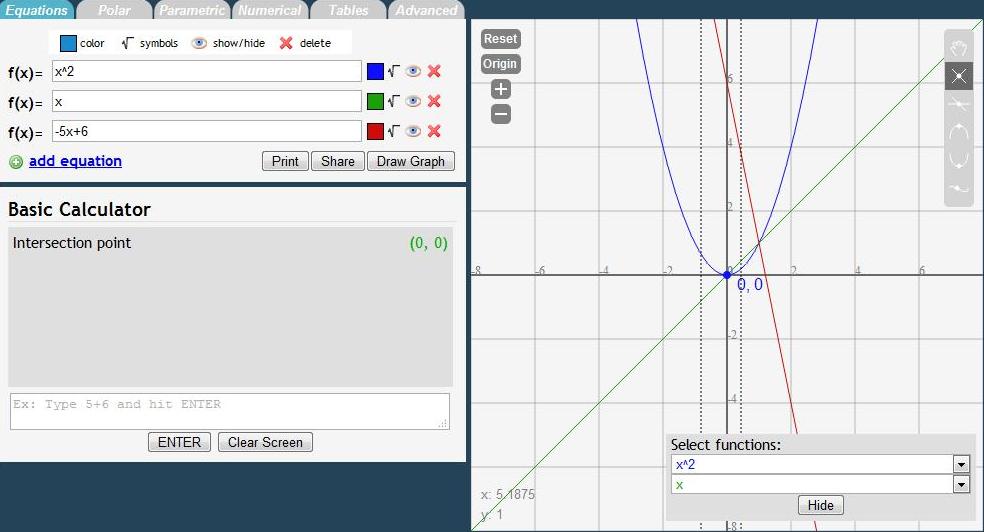 Equations Polar Parametric Numerical Tables Advanced
color symbols show/hide delete
f(x)= x^2
f(x)= x
f(x)= -5x+6
add equation Print Share Draw Graph
Basic Calculator
Intersection point (0, 0)
Ex: Type 5+6 and hit ENTER
ENTER Clear Screen
Reset
Origin
6
4
2
-8 -6 -4 -2 0 2 4 6
0, 0
-2
-4
-8
Select functions:
x^2
x
Hide
x: 5.1875
y: 1